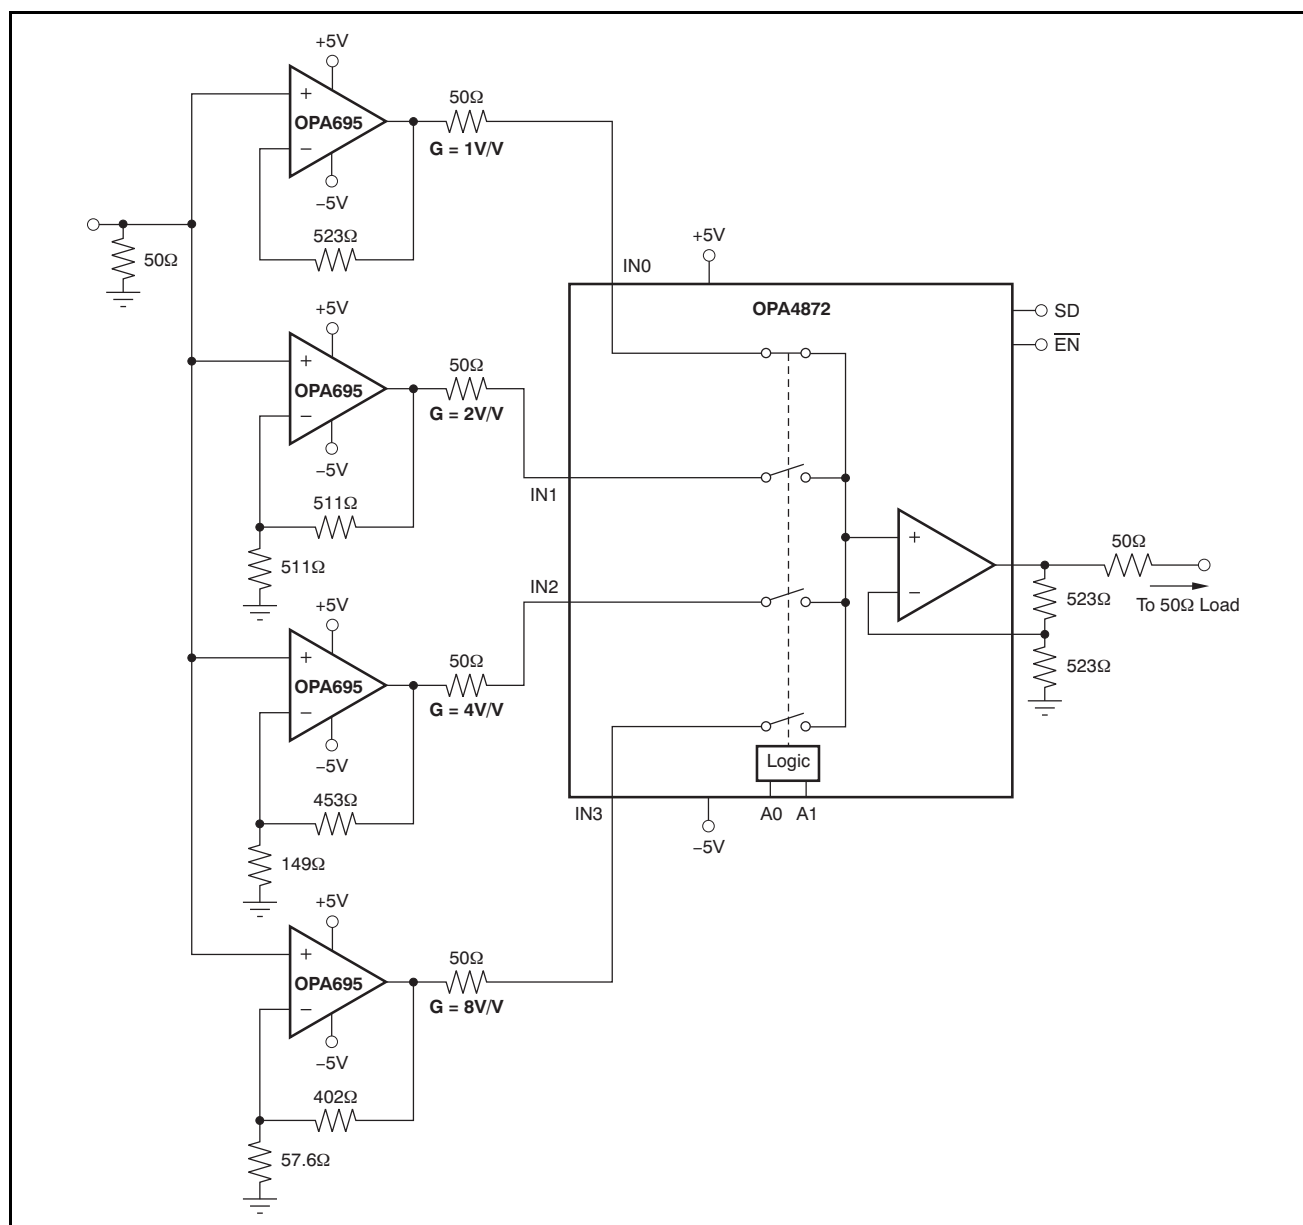 +5V
+
OPA695
−
−5V
50Ω
G = 1V/V
523Ω
50Ω
+5V
+
OPA695
−
−5V
50Ω
G = 2V/V
511Ω
511Ω
+5V
+
OPA695
−
−5V
50Ω
G = 4V/V
453Ω
149Ω
+5V
+
OPA695
−
−5V
50Ω
G = 8V/V
402Ω
57.6Ω
+5V
IN0
OPA4872
SD
EN
IN1
IN2
IN3
+
−
50Ω
To 50Ω Load
523Ω
523Ω
Logic
A0 A1
−5V